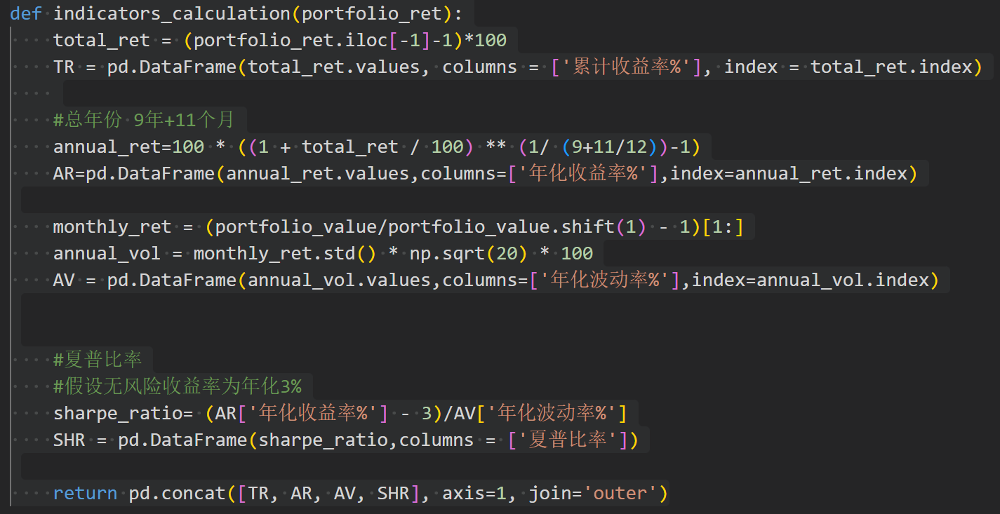 def indicators_calculation(portfolio_ret):
    total_ret = (portfolio_ret.iloc[-1]-1)*100
    TR = pd.DataFrame(total_ret.values, columns = ['累计收益率%'], index = total_ret.index)
    #总年份 9年+11个月
    annual_ret=100 * ((1 + total_ret / 100) ** (1/ (9+11/12))-1)
    AR=pd.DataFrame(annual_ret.values,columns=['年化收益率%'],index=annual_ret.index)
    monthly_ret = (portfolio_value/portfolio_value.shift(1) - 1)[1:]
    annual_vol = monthly_ret.std() * np.sqrt(20) * 100
    AV = pd.DataFrame(annual_vol.values,columns=['年化波动率%'],index=annual_vol.index)
    #夏普比率
    #假设无风险收益率为年化3%
    sharpe_ratio= (AR['年化收益率%'] - 3)/AV['年化波动率%']
    SHR = pd.DataFrame(sharpe_ratio,columns = ['夏普比率'])
    return pd.concat([TR, AR, AV, SHR], axis=1, join='outer')